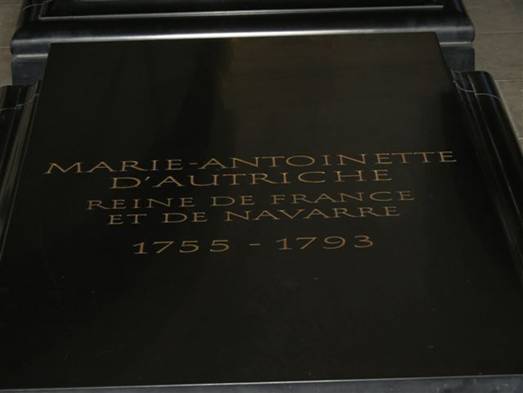 MARIE-ANTOINETTE
D'AUTRICHE
REINE DE FRANCE
ET DE NAVARRE
1755 - 1793